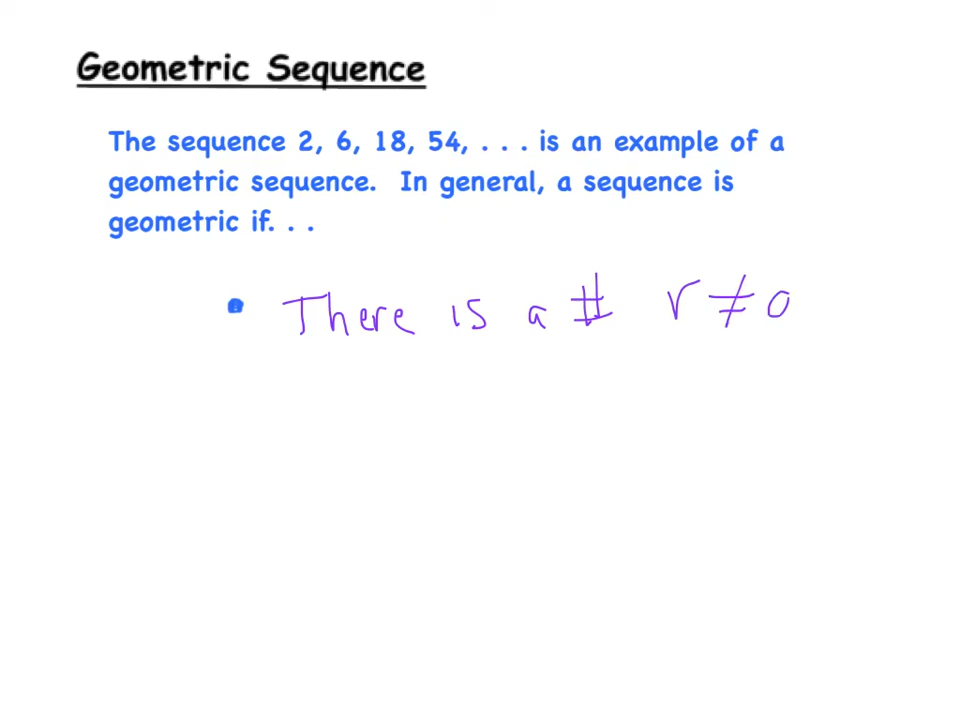 Geometric Sequence
The sequence 2, 6, 18, 54, . . . is an example of a
geometric sequence. In general, a sequence is
geometric if. . .
• There is a # r ≠ 0